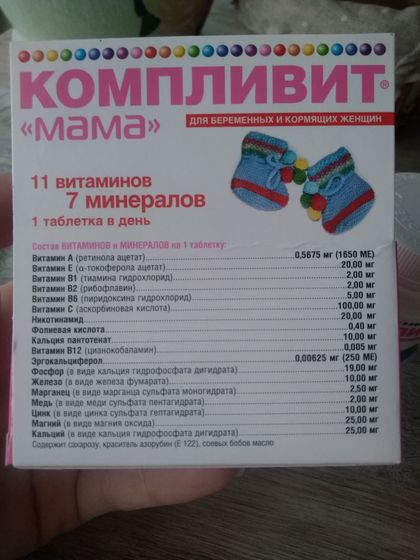 КОМПЛИВИТ®
«мама»
ДЛЯ БЕРЕМЕННЫХ И КОРМЯЩИХ ЖЕНЩИН
11 витаминов
7 минералов
1 таблетка в день
Состав ВИТАМИНОВ и МИНЕРАЛОВ на 1 таблетку:
Витамин А (ретинола ацетат) 0,5675 мг (1650 МЕ)
Витамин Е (α-токоферола ацетат) 20,00 мг
Витамин В1 (тиамина гидрохлорид) 2,00 мг
Витамин В2 (рибофлавин) 2,00 мг
Витамин В6 (пиридоксина гидрохлорид) 5,00 мг
Витамин С (аскорбиновая кислота) 100,00 мг
Никотинамид 20,00 мг
Фолиевая кислота 0,40 мг
Кальция пантотенат 10,00 мг
Витамин В12 (цианокобаламин) 0,005 мг
Эргокальциферол 0,00625 мг (250 МЕ)
Фосфор (в виде кальция гидрофосфата дигидрата) 19,00 мг
Железо (в виде железа фумарата) 10,00 мг
Марганец (в виде марганца сульфата моногидрата) 2,50 мг
Медь (в виде меди сульфата пентагидрата) 2,00 мг
Цинк (в виде цинка сульфата гептагидрата) 10,00 мг
Магний (в виде магния оксида) 25,00 мг
Кальций (в виде кальция гидрофосфата дигидрата) 25,00 мг
Содержит сахарозу, краситель азорубин (Е 122), соевых бобов масло